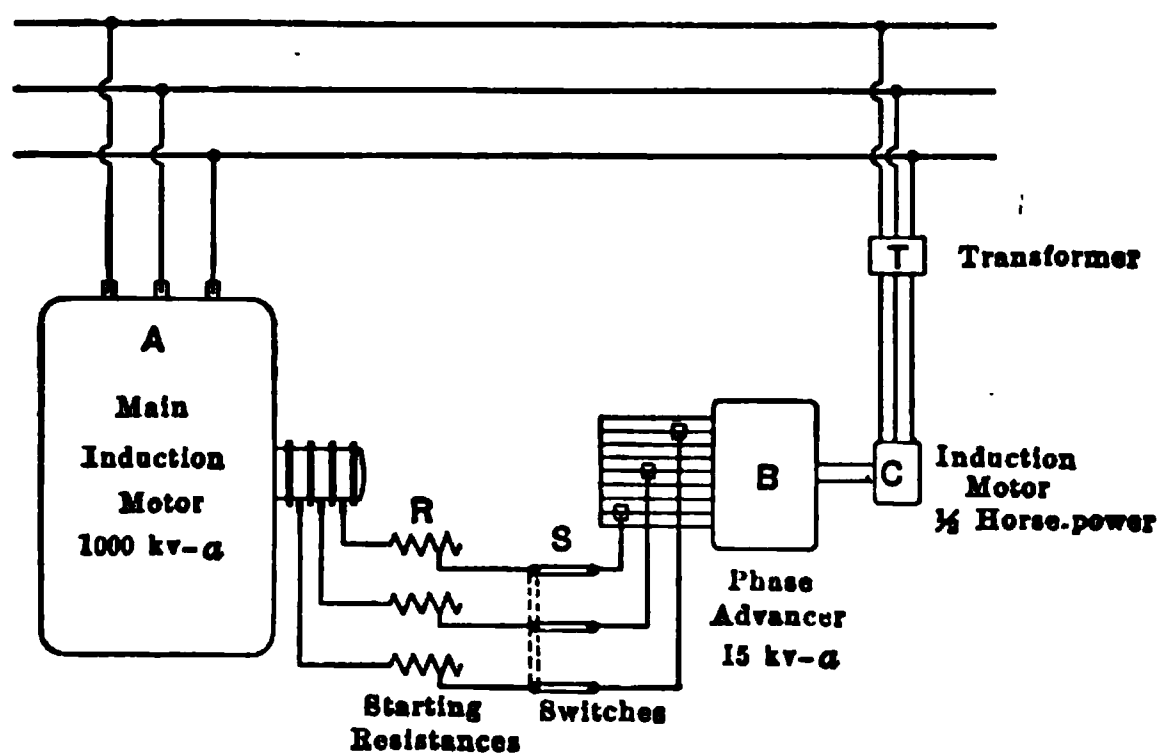 A
Main
Induction
Motor
1000 kv-a
R
Starting
Resistances
S
Switches
B
Phase
Advancer
15 kv-a
T
Transformer
C
Induction
Motor
½ Horse-power